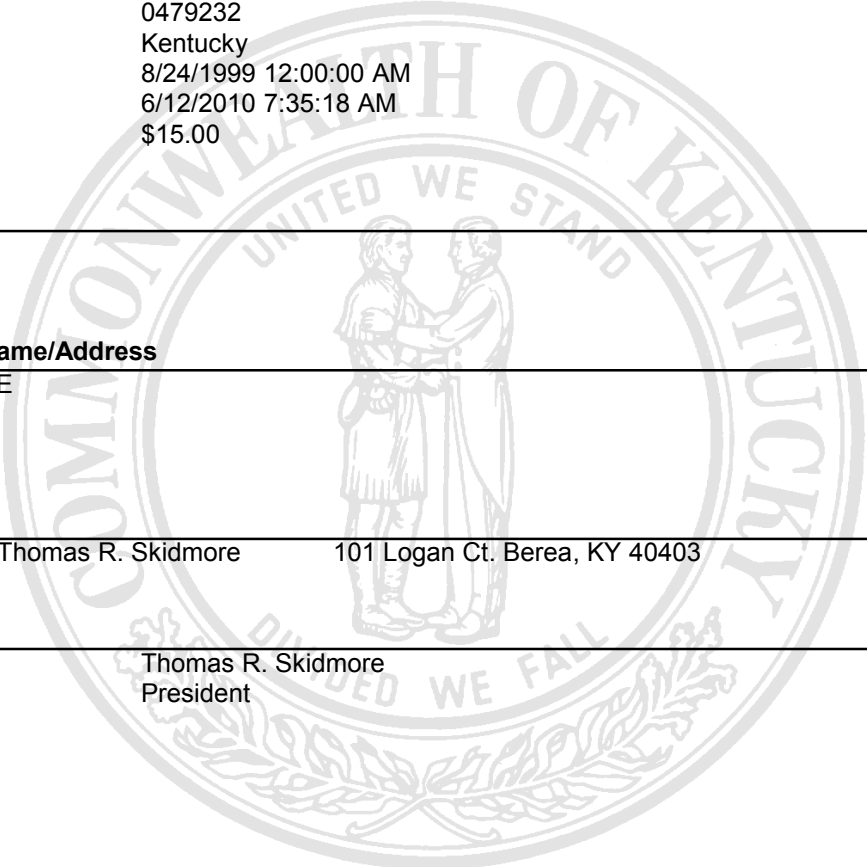 0479232
Kentucky
8/24/1999 12:00:00 AM
6/12/2010 7:35:18 AM
$15.00
COMMONWEALTH OF KENTUCKY
UNITED WE STAND
ame/Address
E
Thomas R. Skidmore 101 Logan Ct. Berea, KY 40403
DIVIDED WE FALL
Thomas R. Skidmore
President